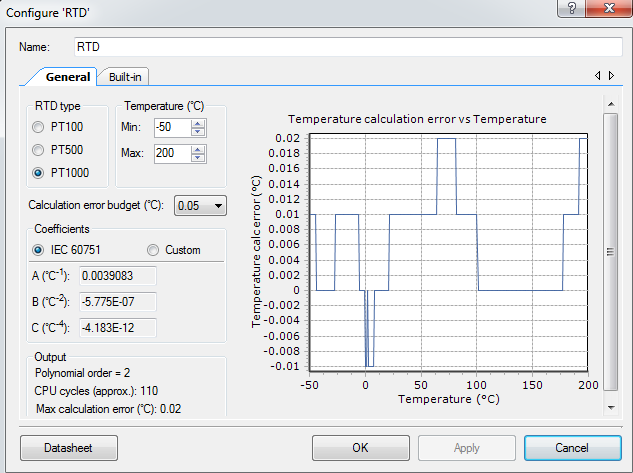 Configure 'RTD'
Name: RTD
General Built-in
RTD type
PT100
PT500
PT1000
Temperature (°C)
Min: -50
Max: 200
Calculation error budget (°C): 0.05
Coefficients
IEC 60751 Custom
A (°C-1): 0.0039083
B (°C-2): -5.775E-07
C (°C-4): -4.183E-12
Output
Polynomial order = 2
CPU cycles (approx.): 110
Max calculation error (°C): 0.02
Temperature calculation error vs Temperature
Temperature calc error (°C)
0.02
0.018
0.016
0.014
0.012
0.01
0.008
0.006
0.004
0.002
0
-0.002
-0.004
-0.006
-0.008
-0.01
-50 0 50 100 150 200
Temperature (°C)
Datasheet OK Apply Cancel